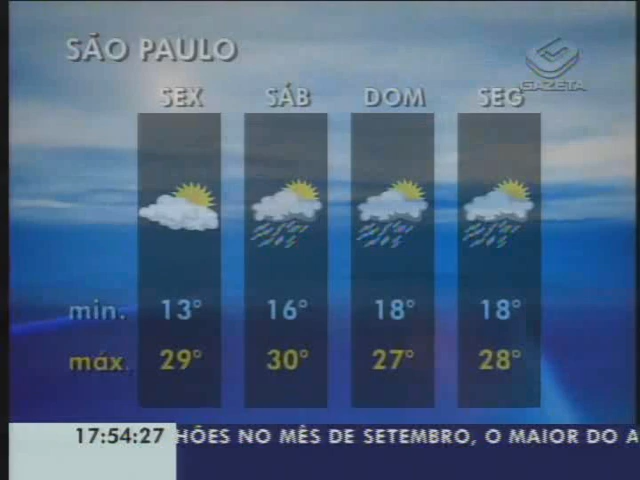 SÃO PAULO
GAZETA
SEX SÁB DOM SEG
min. 13° 16° 18° 18°
máx. 29° 30° 27° 28°
17:54:27 HÕES NO MÊS DE SETEMBRO, O MAIOR DO A